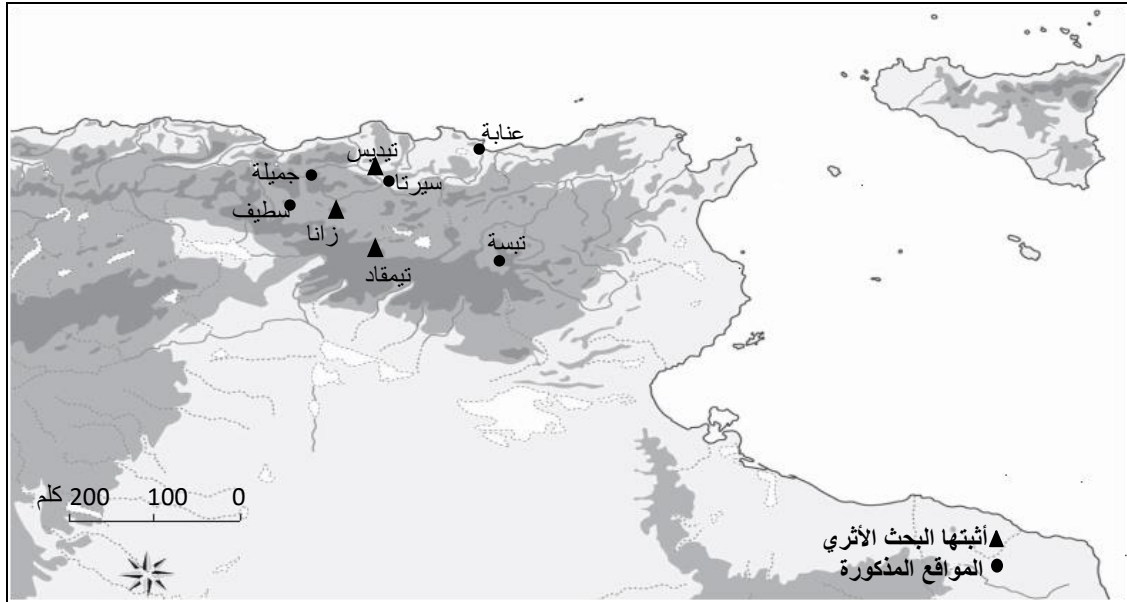 عنابة
تيديس
جميلة
سيرتا
سطيف
زانا
تبسة
تيمقاد
0 100 200 كلم
أثبتها البحث الأثري
المواقع المذكورة